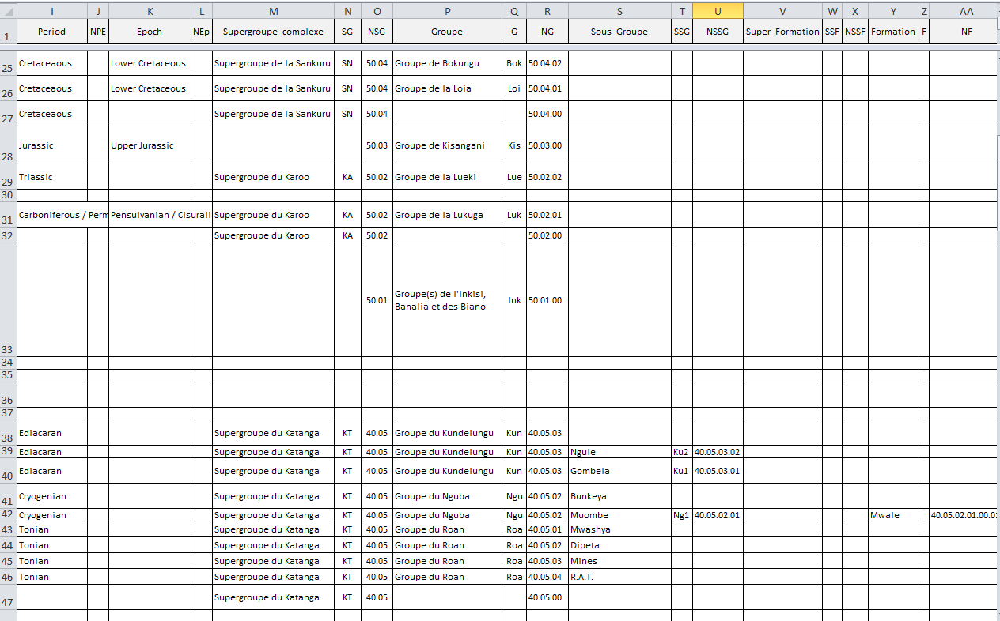 I J K L M N O P Q R S T U V W X Y Z AA
1 Period NPE Epoch NEp Supergroupe_complexe SG NSG Groupe G NG Sous_Groupe SSG NSSG Super_Formation SSF NSSF Formation F NF
25 Cretaceaous Lower Cretaceous Supergroupe de la Sankuru SN 50.04 Groupe de Bokungu Bok 50.04.02
26 Cretaceaous Lower Cretaceous Supergroupe de la Sankuru SN 50.04 Groupe de la Loia Loi 50.04.01
27 Cretaceaous Supergroupe de la Sankuru SN 50.04 50.04.00
28 Jurassic Upper Jurassic 50.03 Groupe de Kisangani Kis 50.03.00
29 Triassic Supergroupe du Karoo KA 50.02 Groupe de la Lueki Lue 50.02.02
30
31 Carboniferous / Perm Pensulvanian / Cisurali Supergroupe du Karoo KA 50.02 Groupe de la Lukuga Luk 50.02.01
32 Supergroupe du Karoo KA 50.02 50.02.00
33 50.01 Groupe(s) de l'Inkisi,
Banalia et des Biano Ink 50.01.00
34
35
36
37
38 Ediacaran Supergroupe du Katanga KT 40.05 Groupe du Kundelungu Kun 40.05.03
39 Ediacaran Supergroupe du Katanga KT 40.05 Groupe du Kundelungu Kun 40.05.03 Ngule Ku2 40.05.03.02
40 Ediacaran Supergroupe du Katanga KT 40.05 Groupe du Kundelungu Kun 40.05.03 Gombela Ku1 40.05.03.01
41 Cryogenian Supergroupe du Katanga KT 40.05 Groupe du Nguba Ngu 40.05.02 Bunkeya
42 Cryogenian Supergroupe du Katanga KT 40.05 Groupe du Nguba Ngu 40.05.02 Muombe Ng1 40.05.02.01 Mwale 40.05.02.01.00.0
43 Tonian Supergroupe du Katanga KT 40.05 Groupe du Roan Roa 40.05.01 Mwashya
44 Tonian Supergroupe du Katanga KT 40.05 Groupe du Roan Roa 40.05.02 Dipeta
45 Tonian Supergroupe du Katanga KT 40.05 Groupe du Roan Roa 40.05.03 Mines
46 Tonian Supergroupe du Katanga KT 40.05 Groupe du Roan Roa 40.05.04 R.A.T.
47 Supergroupe du Katanga KT 40.05 40.05.00